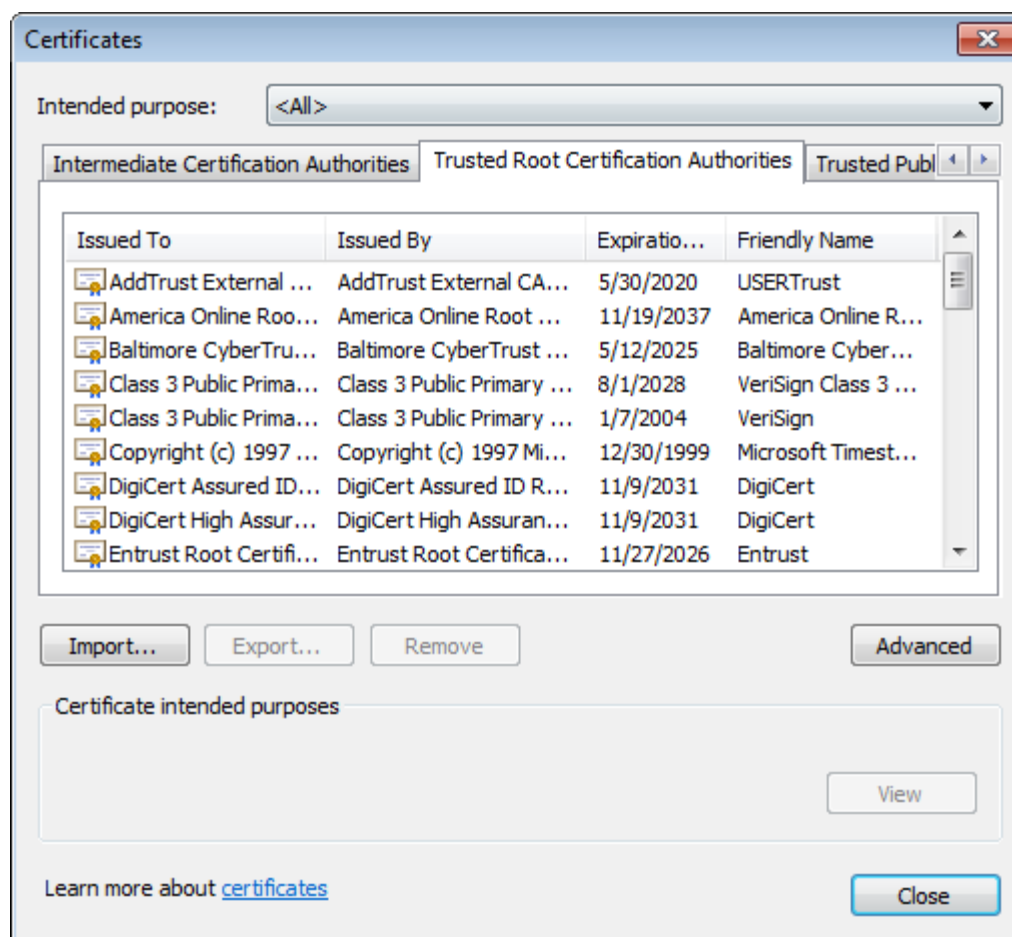 Certificates
Intended purpose: <All>
Intermediate Certification Authorities Trusted Root Certification Authorities Trusted Publ
Issued To Issued By Expiratio... Friendly Name
AddTrust External ... AddTrust External CA... 5/30/2020 USERTrust
America Online Roo... America Online Root ... 11/19/2037 America Online R...
Baltimore CyberTru... Baltimore CyberTrust ... 5/12/2025 Baltimore Cyber...
Class 3 Public Prima... Class 3 Public Primary ... 8/1/2028 VeriSign Class 3 ...
Class 3 Public Prima... Class 3 Public Primary ... 1/7/2004 VeriSign
Copyright (c) 1997 ... Copyright (c) 1997 Mi... 12/30/1999 Microsoft Timest...
DigiCert Assured ID... DigiCert Assured ID R... 11/9/2031 DigiCert
DigiCert High Assur... DigiCert High Assuran... 11/9/2031 DigiCert
Entrust Root Certifi... Entrust Root Certifica... 11/27/2026 Entrust
Import... Export... Remove Advanced
Certificate intended purposes
View
Learn more about certificates
Close